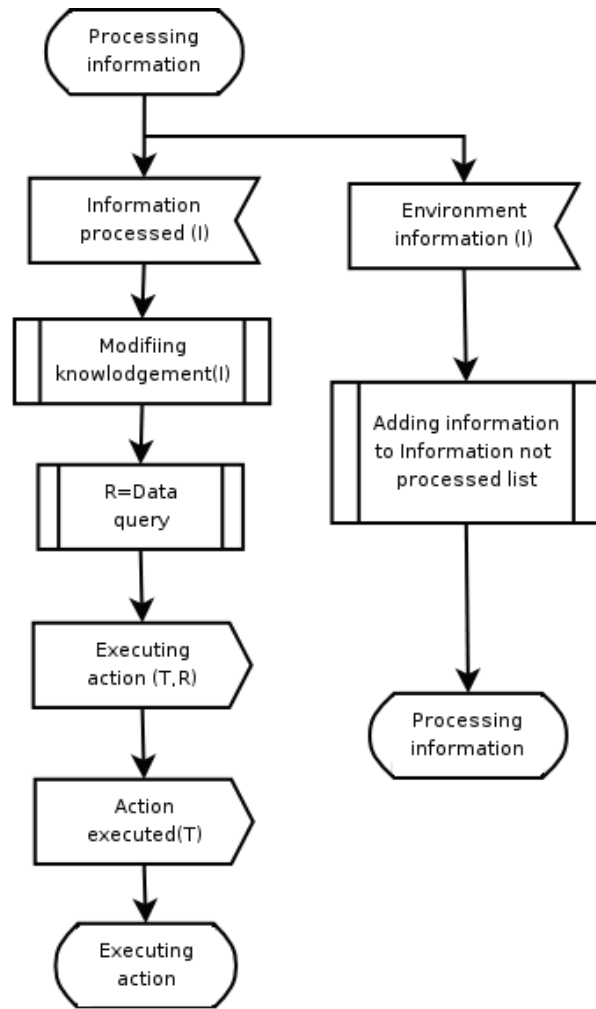 Processing
information
Information
processed (I)
Environment
information (I)
Modifiing
knowlodgement(I)
Adding information
to Information not
processed list
R=Data
query
Executing
action (T,R)
Processing
information
Action
executed(T)
Executing
action